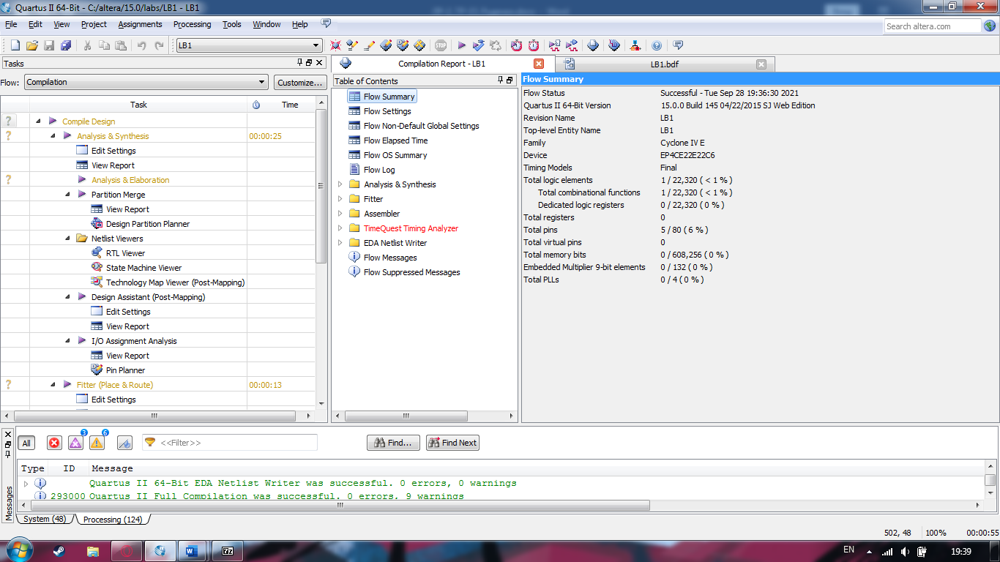 Quartus II 64-Bit - C:/altera/15.0/labs/LB1 - LB1
File Edit View Project Assignments Processing Tools Window Help
Search altera.com
LB1
STOP
Tasks
Flow: Compilation Customize...
Task Time
Compile Design
Analysis & Synthesis 00:00:25
Edit Settings
View Report
Analysis & Elaboration
Partition Merge
View Report
Design Partition Planner
Netlist Viewers
RTL Viewer
State Machine Viewer
Technology Map Viewer (Post-Mapping)
Design Assistant (Post-Mapping)
Edit Settings
View Report
I/O Assignment Analysis
View Report
Pin Planner
Fitter (Place & Route) 00:00:13
Edit Settings
Compilation Report - LB1
LB1.bdf
Table of Contents
Flow Summary
Flow Settings
Flow Non-Default Global Settings
Flow Elapsed Time
Flow OS Summary
Flow Log
Analysis & Synthesis
Fitter
Assembler
TimeQuest Timing Analyzer
EDA Netlist Writer
Flow Messages
Flow Suppressed Messages
Flow Summary
Flow Status Successful - Tue Sep 28 19:36:30 2021
Quartus II 64-Bit Version 15.0.0 Build 145 04/22/2015 SJ Web Edition
Revision Name LB1
Top-level Entity Name LB1
Family Cyclone IV E
Device EP4CE22E22C6
Timing Models Final
Total logic elements 1 / 22,320 ( < 1 % )
Total combinational functions 1 / 22,320 ( < 1 % )
Dedicated logic registers 0 / 22,320 ( 0 % )
Total registers 0
Total pins 5 / 80 ( 6 % )
Total virtual pins 0
Total memory bits 0 / 608,256 ( 0 % )
Embedded Multiplier 9-bit elements 0 / 132 ( 0 % )
Total PLLs 0 / 4 ( 0 % )
All 3 6 <<Filter>> Find... Find Next
Type ID Message
Quartus II 64-Bit EDA Netlist Writer was successful. 0 errors, 0 warnings
293000 Quartus II Full Compilation was successful. 0 errors, 9 warnings
Messages
System (48) Processing (124)
502, 48 100% 00:00:55
EN 19:39